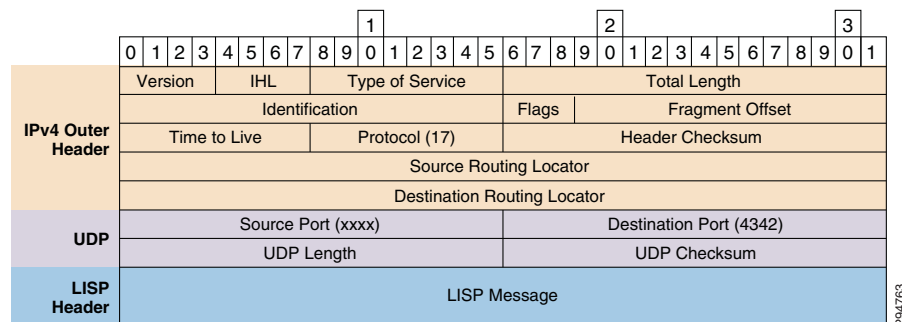 1 2 3
0 1 2 3 4 5 6 7 8 9 0 1 2 3 4 5 6 7 8 9 0 1 2 3 4 5 6 7 8 9 0 1
IPv4 Outer
Header
Version IHL Type of Service Total Length
Identification Flags Fragment Offset
Time to Live Protocol (17) Header Checksum
Source Routing Locator
Destination Routing Locator
UDP
Source Port (xxxx) Destination Port (4342)
UDP Length UDP Checksum
LISP
Header
LISP Message
294763